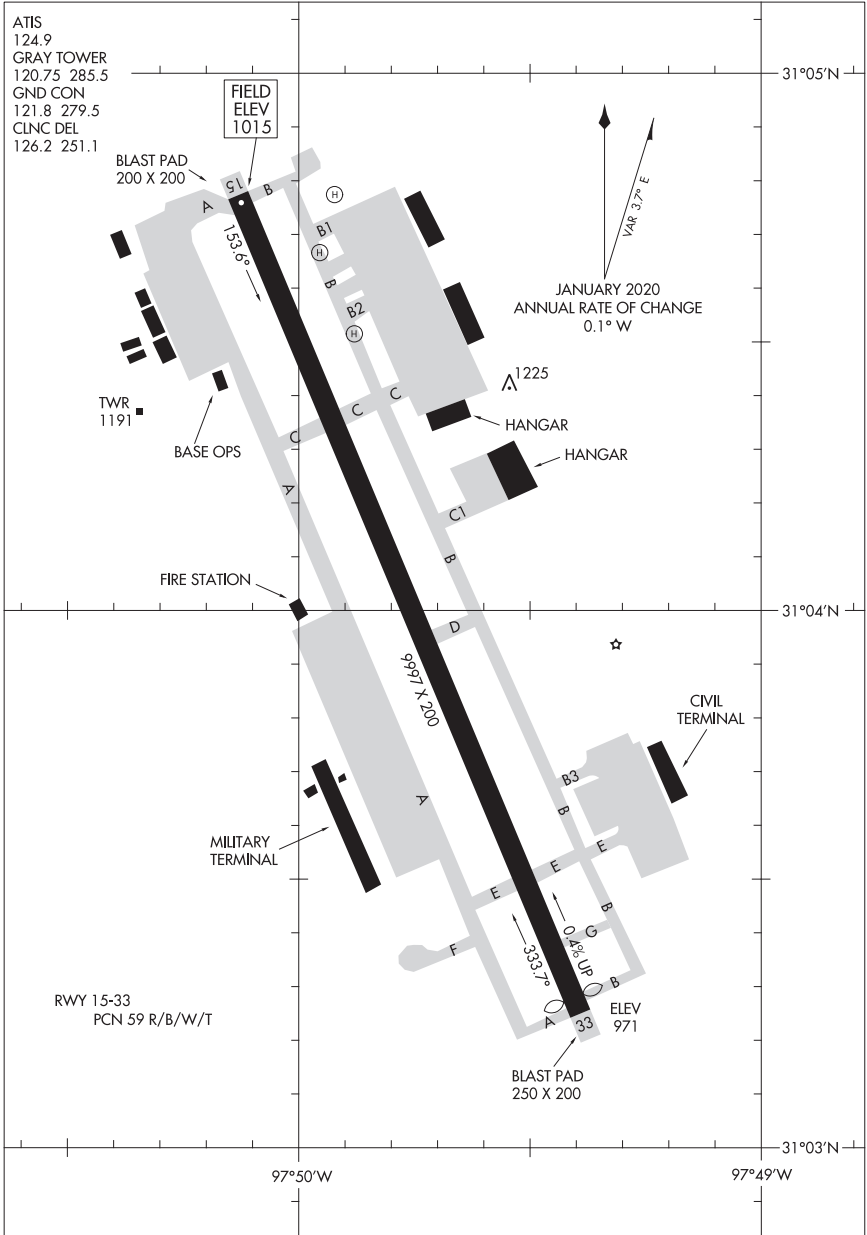 ATIS
124.9
GRAY TOWER
120.75 285.5
GND CON
121.8 279.5
CLNC DEL
126.2 251.1
FIELD
ELEV
1015
31°05'
BLAST PAD
200 X 200
15
A
B
H
B1
H
B
B2
H
153.6°
VAR 3.7° E
JANUARY 2020
ANNUAL RATE OF CHANGE
0.1° W
1225
TWR
1191
BASE OPS
C
C
C
HANGAR
HANGAR
A
C1
B
FIRE STATION
31°04'
D
9997 X 200
CIVIL
TERMINAL
B3
B
A
MILITARY
TERMINAL
E
E
E
B
G
F
333.7°
0.4% UP
B
A
33
ELEV
971
RWY 15-33
PCN 59 R/B/W/T
BLAST PAD
250 X 200
31°03'
97°50'W
97°49'W